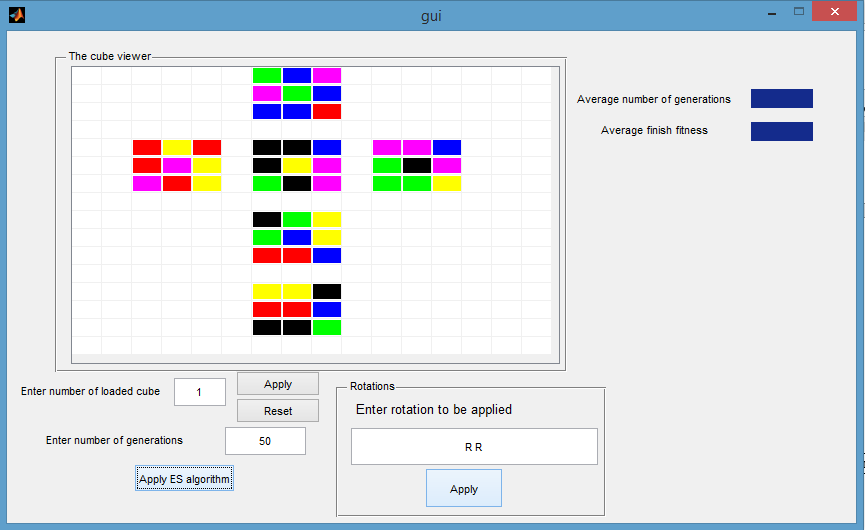 gui
The cube viewer
Average number of generations
Average finish fitness
Enter number of loaded cube
1
Apply
Reset
Enter number of generations
50
Apply ES algorithm
Rotations
Enter rotation to be applied
R R
Apply